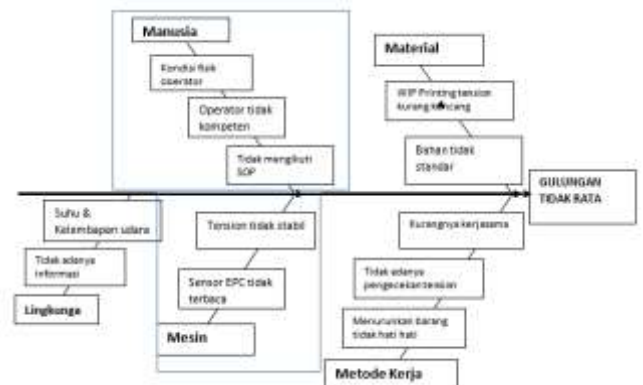 Manusia
Kondisi fisik
operator
Operator tidak
kompeten
Tidak mengikuti
SOP
Material
WIP Printing tension
kurang kencang
Bahan tidak
standar
GULUNGAN
TIDAK RATA
Suhu &
Kelembapan udara
Tidak adanya
informasi
Lingkunga
Tension tidak stabil
Sensor EPC tidak
terbaca
Mesin
Kurangnya kerjasama
Tidak adanya
pengecekan tension
Menurunkan barang
tidak hati hati
Metode Kerja